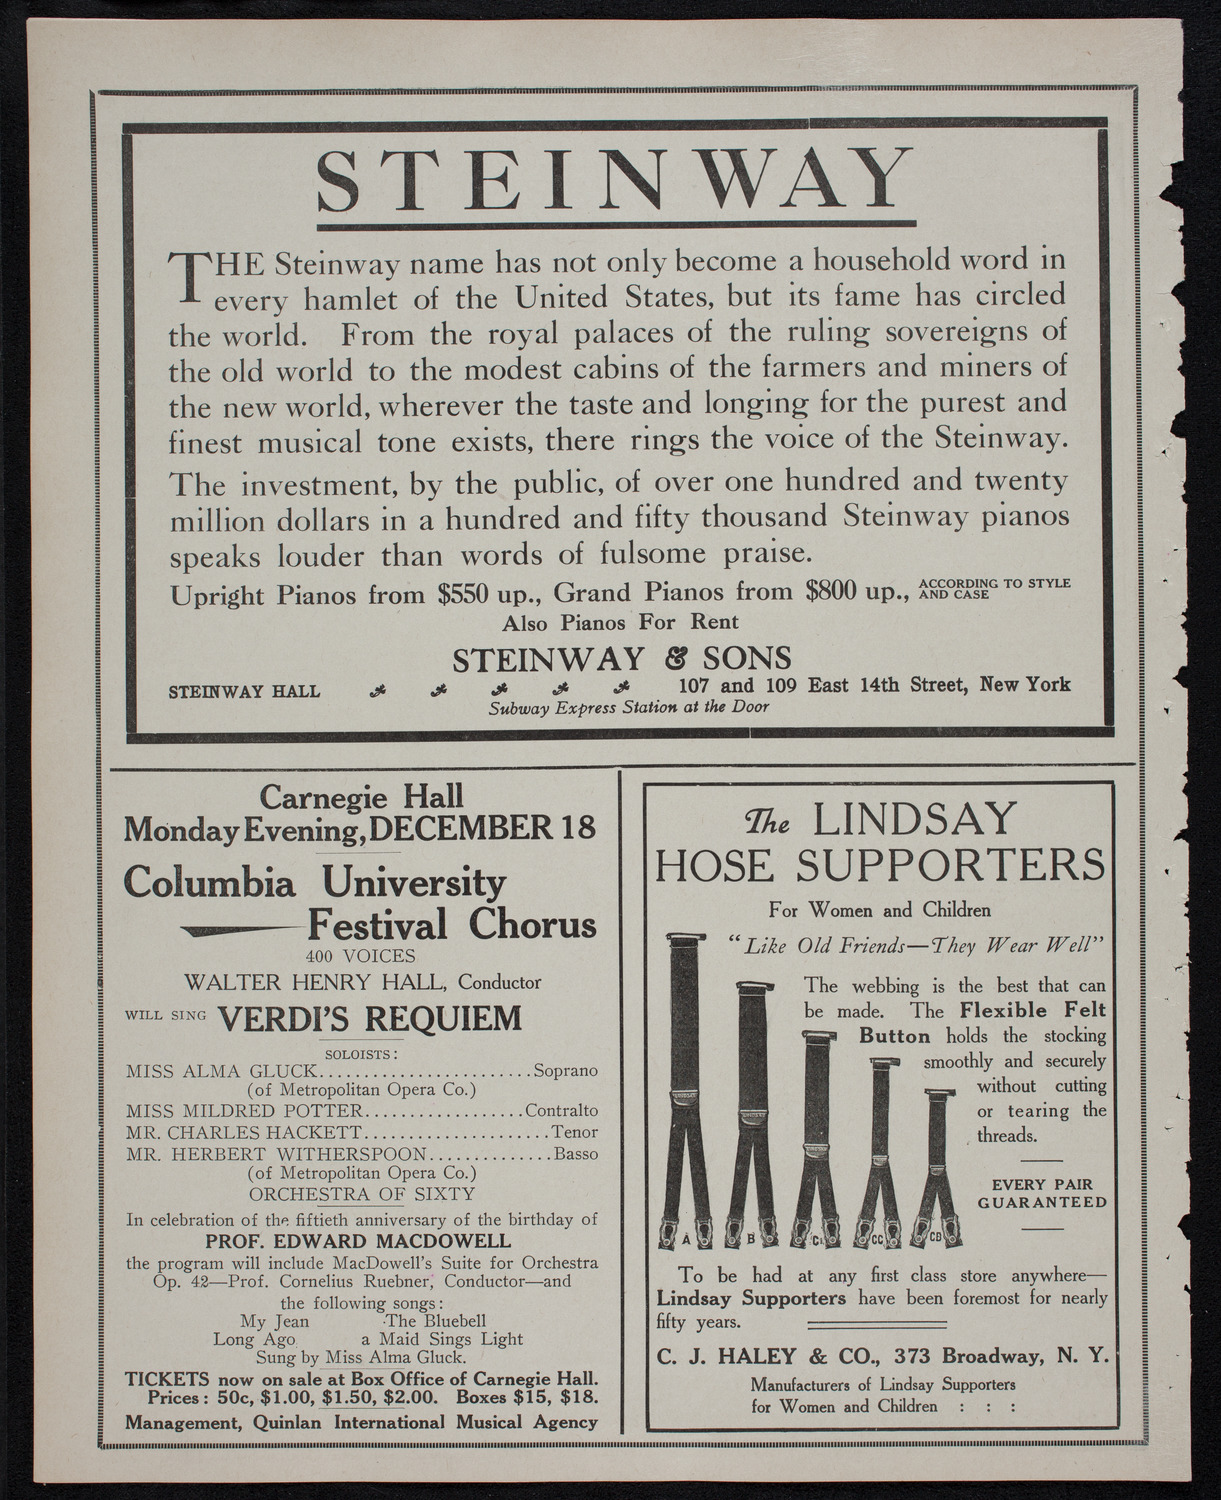 STEINWAY
THE Steinway name has not only become a household word in
every hamlet of the United States, but its fame has circled
the world. From the royal palaces of the ruling sovereigns of
the old world to the modest cabins of the farmers and miners of
the new world, wherever the taste and longing for the purest and
finest musical tone exists, there rings the voice of the Steinway.
The investment, by the public, of over one hundred and twenty
million dollars in a hundred and fifty thousand Steinway pianos
speaks louder than words of fulsome praise.
Upright Pianos from $550 up., Grand Pianos from $800 up., ACCORDING TO STYLE AND CASE
Also Pianos For Rent
STEINWAY & SONS
STEINWAY HALL 107 and 109 East 14th Street, New York
Subway Express Station at the Door
Carnegie Hall
Monday Evening, DECEMBER 18
Columbia University
Festival Chorus
400 VOICES
WALTER HENRY HALL, Conductor
WILL SING VERDI'S REQUIEM
SOLOISTS:
MISS ALMA GLUCK.......................Soprano
(of Metropolitan Opera Co.)
MISS MILDRED POTTER.................Contralto
MR. CHARLES HACKETT.....................Tenor
MR. HERBERT WITHERSPOON..............Basso
(of Metropolitan Opera Co.)
ORCHESTRA OF SIXTY
In celebration of the fiftieth anniversary of the birthday of
PROF. EDWARD MACDOWELL
the program will include MacDowell's Suite for Orchestra
Op. 42—Prof. Cornelius Ruebner, Conductor—and
the following songs:
My Jean The Bluebell
Long Ago a Maid Sings Light
Sung by Miss Alma Gluck.
TICKETS now on sale at Box Office of Carnegie Hall.
Prices: 50c, $1.00, $1.50, $2.00. Boxes $15, $18.
Management, Quinlan International Musical Agency
The LINDSAY
HOSE SUPPORTERS
For Women and Children
"Like Old Friends—They Wear Well"
The webbing is the best that can
be made. The Flexible Felt
Button holds the stocking
smoothly and securely
without cutting
or tearing the
threads.
EVERY PAIR
GUARANTEED
A B C CC CB
To be had at any first class store anywhere—
Lindsay Supporters have been foremost for nearly
fifty years.
C. J. HALEY & CO., 373 Broadway, N. Y.
Manufacturers of Lindsay Supporters
for Women and Children : : :